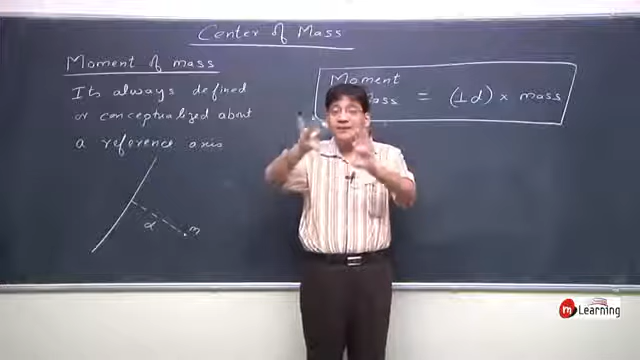 Center of Mass
Moment of mass
Its always defined
or conceptualized about
a reference axis
d
m
Moment
mass = (⊥d) × mass
m Learning